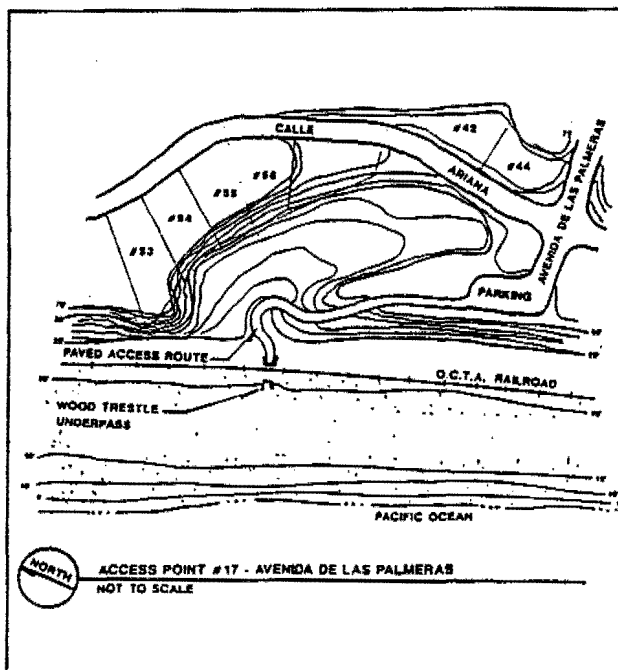 CALLE
ARIANA
#42
#44
AVENIDA DE LAS PALMERAS
#56
#55
#54
#53
PARKING
PAVED ACCESS ROUTE
O.C.T.A. RAILROAD
WOOD TRESTLE
UNDERPASS
PACIFIC OCEAN
NORTH
ACCESS POINT #17 - AVENIDA DE LAS PALMERAS
NOT TO SCALE